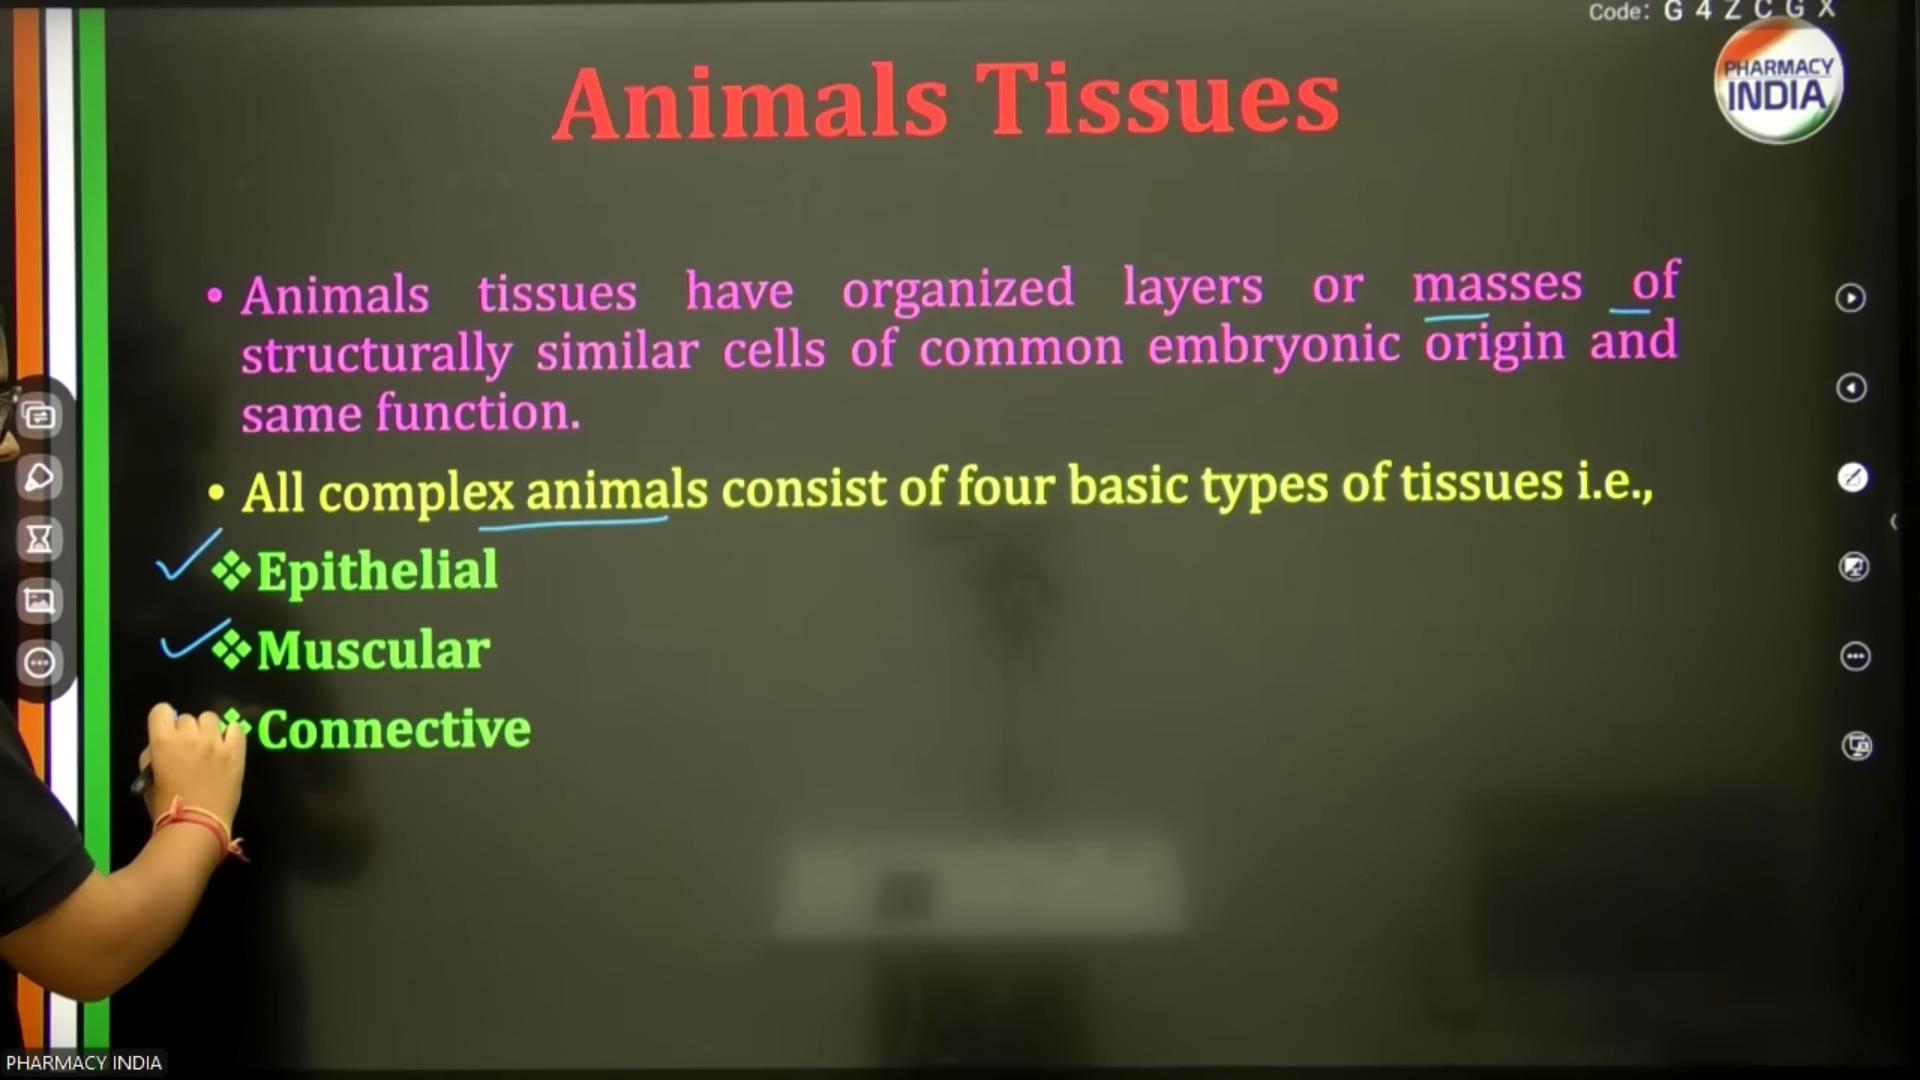 Code: G 4 Z C G X
PHARMACY
INDIA
Animals Tissues
• Animals tissues have organized layers or masses of
structurally similar cells of common embryonic origin and
same function.
• All complex animals consist of four basic types of tissues i.e.,
❖Epithelial
❖Muscular
❖Connective
PHARMACY INDIA